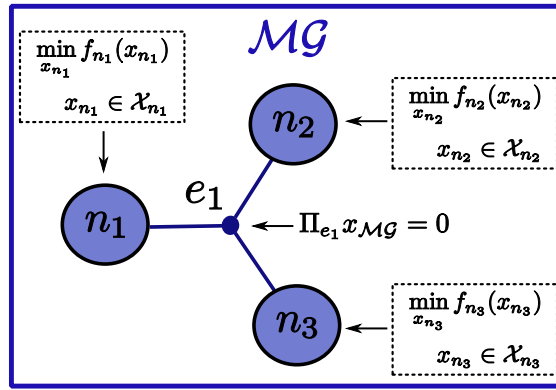 𝓜𝓖
min f_{n_1}(x_{n_1})
x_{n_1}
x_{n_1} ∈ 𝒳_{n_1}
n_2
min f_{n_2}(x_{n_2})
x_{n_2}
x_{n_2} ∈ 𝒳_{n_2}
e_1
n_1
Π_{e_1} x_{𝓜𝓖} = 0
n_3
min f_{n_3}(x_{n_3})
x_{n_3}
x_{n_3} ∈ 𝒳_{n_3}